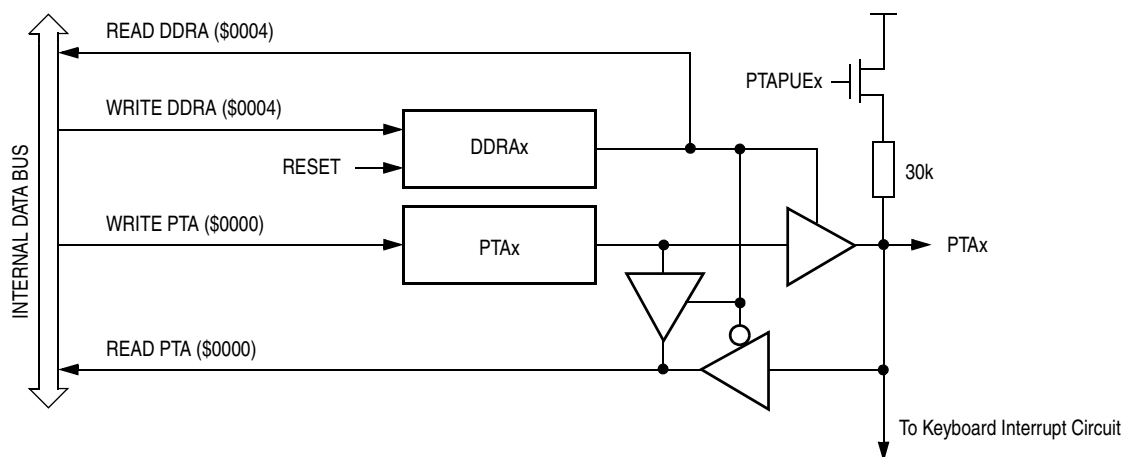 READ DDRA ($0004)
PTAPUEx
WRITE DDRA ($0004)
DDRAx
RESET
30k
INTERNAL DATA BUS
WRITE PTA ($0000)
PTAx
PTAx
READ PTA ($0000)
To Keyboard Interrupt Circuit